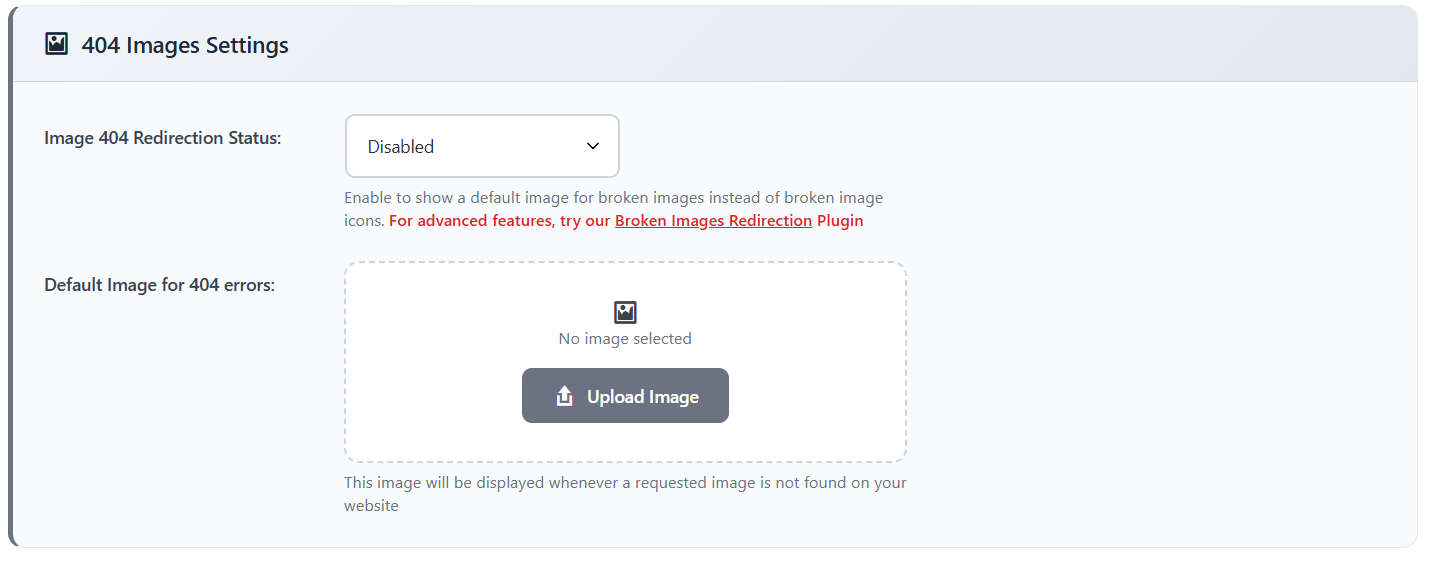 404 Images Settings
Image 404 Redirection Status:
Disabled
Enable to show a default image for broken images instead of broken image
icons. For advanced features, try our Broken Images Redirection Plugin
Default Image for 404 errors:
No image selected
Upload Image
This image will be displayed whenever a requested image is not found on your
website